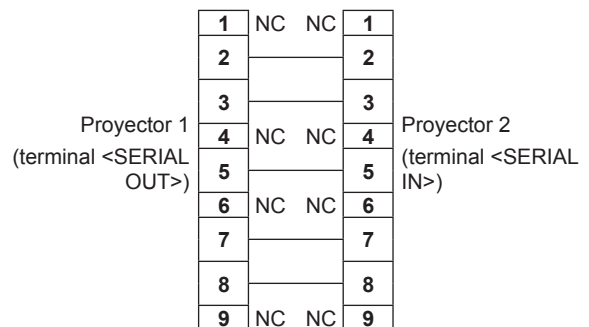 1 NC NC 1
2 2
3 3
Proyector 1
(terminal <SERIAL
OUT>)
4 NC NC 4
Proyector 2
(terminal <SERIAL
IN>)
5 5
6 NC NC 6
7 7
8 8
9 NC NC 9